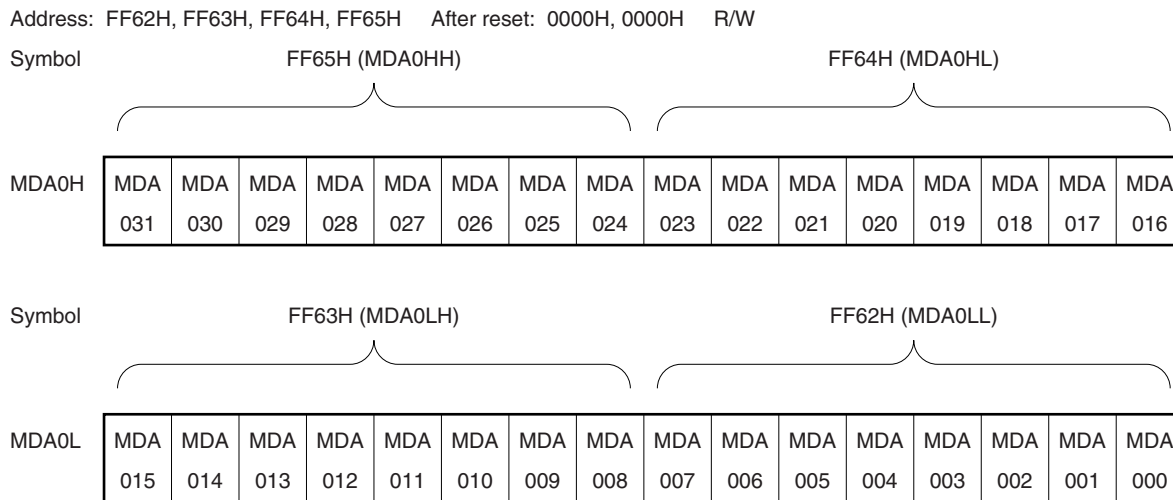 Address: FF62H, FF63H, FF64H, FF65H After reset: 0000H, 0000H R/W
Symbol FF65H (MDA0HH) FF64H (MDA0HL)
MDA0H MDA MDA MDA MDA MDA MDA MDA MDA MDA MDA MDA MDA MDA MDA MDA MDA
031 030 029 028 027 026 025 024 023 022 021 020 019 018 017 016
Symbol FF63H (MDA0LH) FF62H (MDA0LL)
MDA0L MDA MDA MDA MDA MDA MDA MDA MDA MDA MDA MDA MDA MDA MDA MDA MDA
015 014 013 012 011 010 009 008 007 006 005 004 003 002 001 000